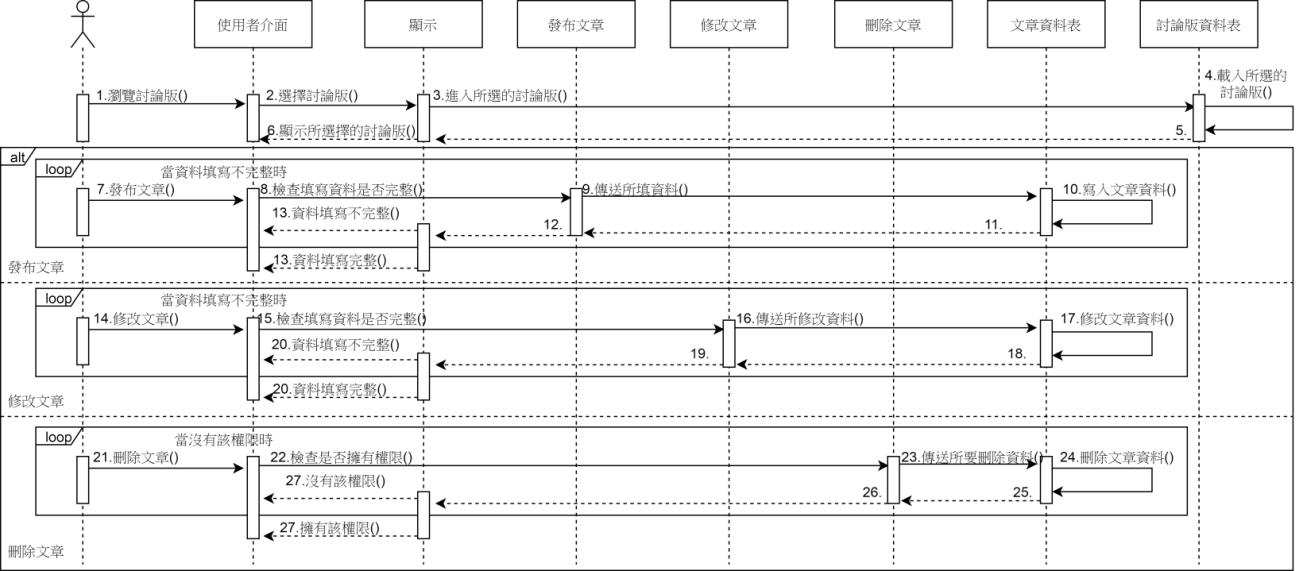 使用者介面
顯示
發布文章
修改文章
刪除文章
文章資料表
討論版資料表
1.瀏覽討論版()
2.選擇討論版()
3.進入所選的討論版()
4.載入所選的
討論版()
5.
6.顯示所選擇的討論版()
alt
loop
當資料填寫不完整時
7.發布文章()
8.檢查填寫資料是否完整()
9.傳送所填資料()
10.寫入文章資料()
11.
12.
13.資料填寫不完整()
13.資料填寫完整()
發布文章
loop
當資料填寫不完整時
14.修改文章()
15.檢查填寫資料是否完整()
16.傳送所修改資料()
17.修改文章資料()
18.
19.
20.資料填寫不完整()
20.資料填寫完整()
修改文章
loop
當沒有該權限時
21.刪除文章()
22.檢查是否擁有權限()
23.傳送所要刪除資料()
24.刪除文章資料()
25.
26.
27.沒有該權限()
27.擁有該權限()
刪除文章